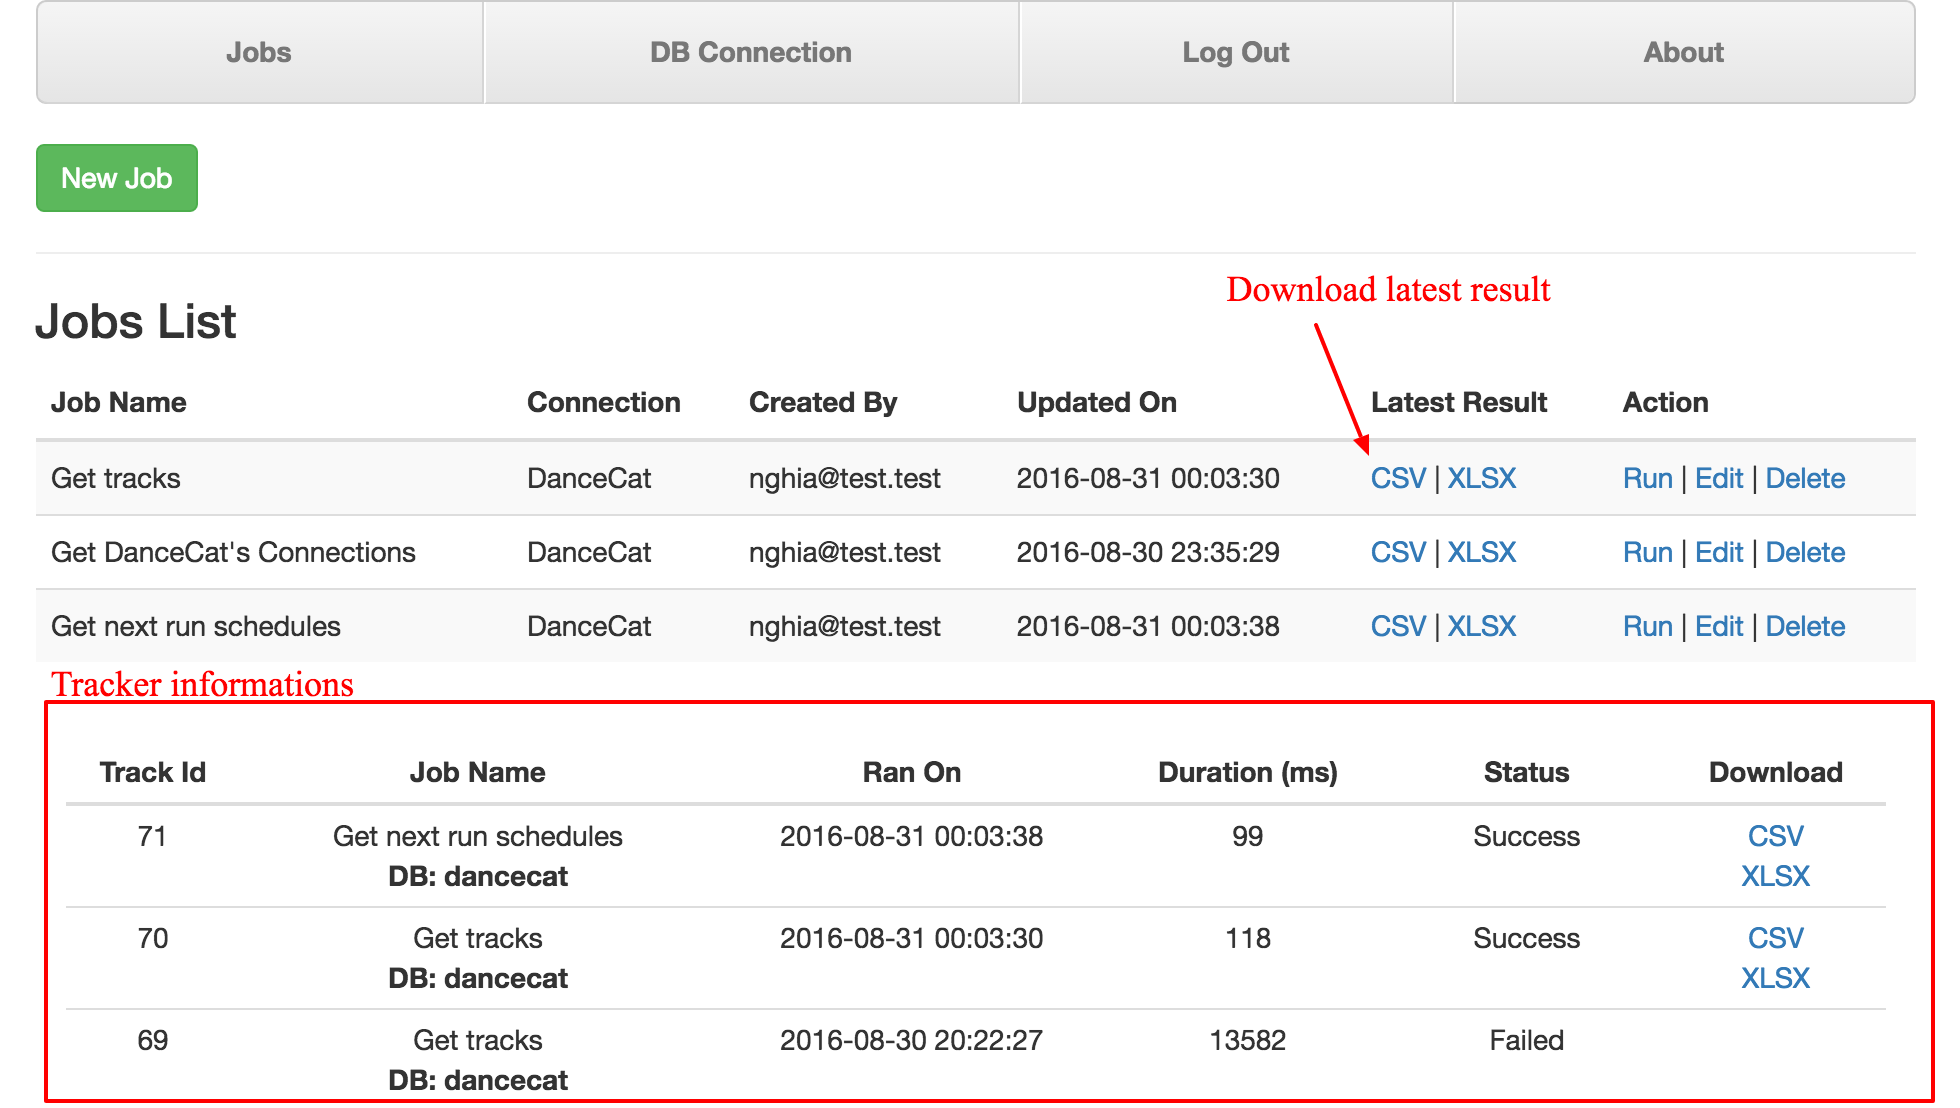 Jobs DB Connection Log Out About
New Job
Download latest result
Jobs List
Job Name Connection Created By Updated On Latest Result Action
Get tracks DanceCat nghia@test.test 2016-08-31 00:03:30 CSV | XLSX Run | Edit | Delete
Get DanceCat's Connections DanceCat nghia@test.test 2016-08-30 23:35:29 CSV | XLSX Run | Edit | Delete
Get next run schedules DanceCat nghia@test.test 2016-08-31 00:03:38 CSV | XLSX Run | Edit | Delete
Tracker informations
Track Id Job Name Ran On Duration (ms) Status Download
71 Get next run schedules 2016-08-31 00:03:38 99 Success CSV
DB: dancecat XLSX
70 Get tracks 2016-08-31 00:03:30 118 Success CSV
DB: dancecat XLSX
69 Get tracks 2016-08-30 20:22:27 13582 Failed
DB: dancecat